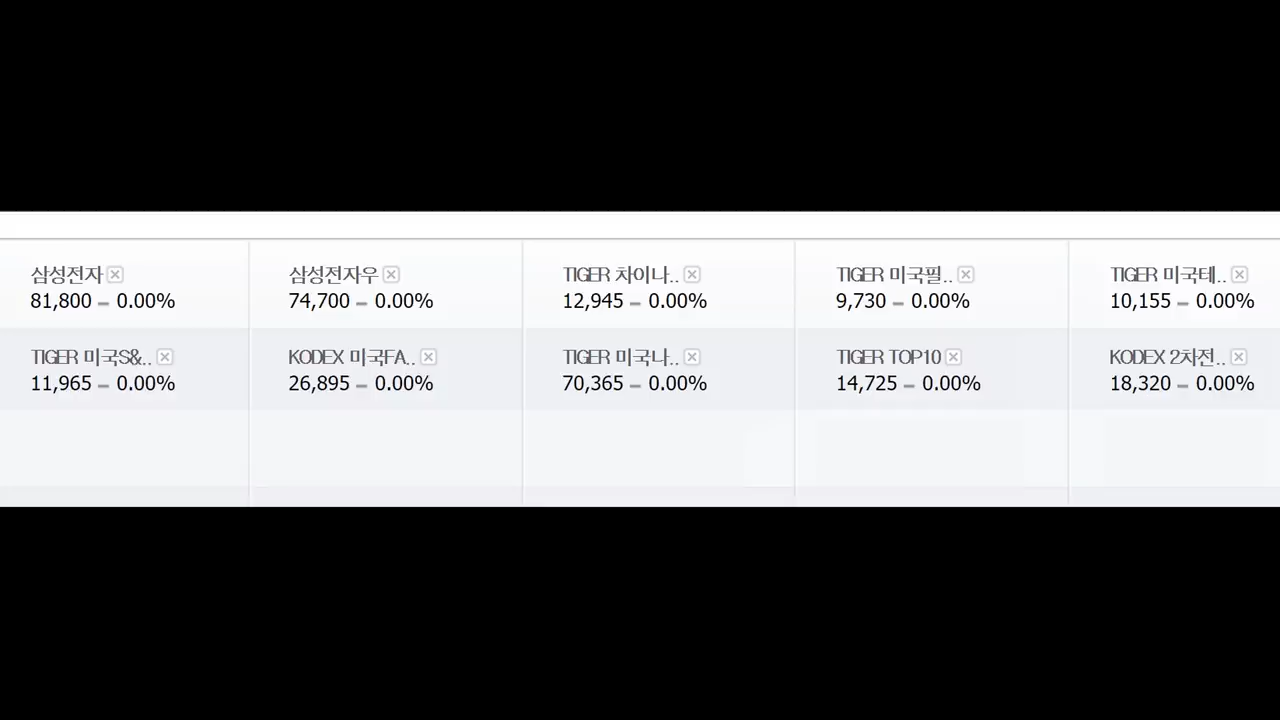 삼성전자 삼성전자우 TIGER 차이나.. TIGER 미국필.. TIGER 미국테..
81,800 – 0.00% 74,700 – 0.00% 12,945 – 0.00% 9,730 – 0.00% 10,155 – 0.00%
TIGER 미국S&.. KODEX 미국FA.. TIGER 미국나.. TIGER TOP10 KODEX 2차전..
11,965 – 0.00% 26,895 – 0.00% 70,365 – 0.00% 14,725 – 0.00% 18,320 – 0.00%